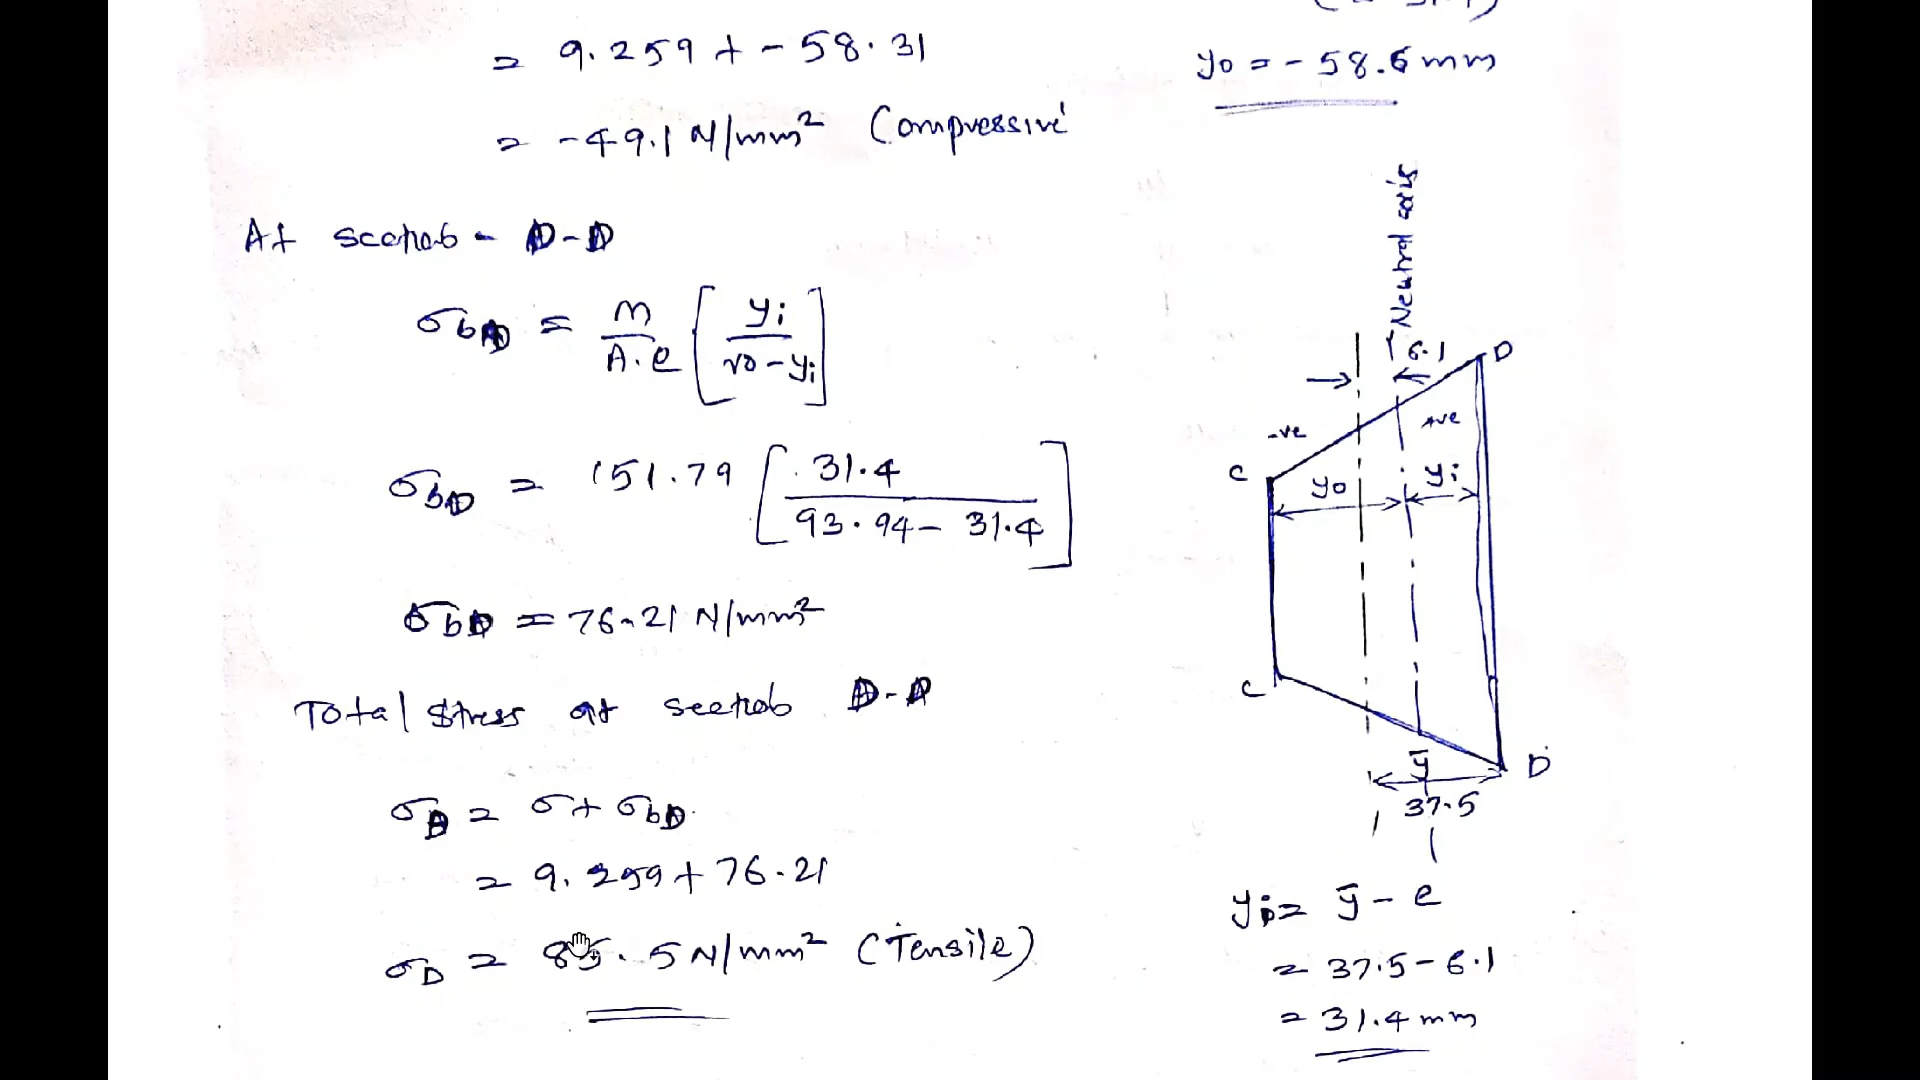 = 9.259 + - 58.31
y0 = - 58.6 mm
= -49.1 N/mm² (Compressive
At section - D-D
σbD = M/A.e [ yi / r0 - yi ]
σbD = 151.79 [ 31.4 / 93.94 - 31.4 ]
σbD = 76.21 N/mm²
Total stress at section D-D
σD = σ + σbD
= 9.259 + 76.21
σD = 85.5 N/mm² (Tensile)
Neutral axis
6.1
D
-ve
+ve
C
y0
yi
C
D
ȳ
37.5
yi = ȳ - e
= 37.5 - 6.1
= 31.4 mm